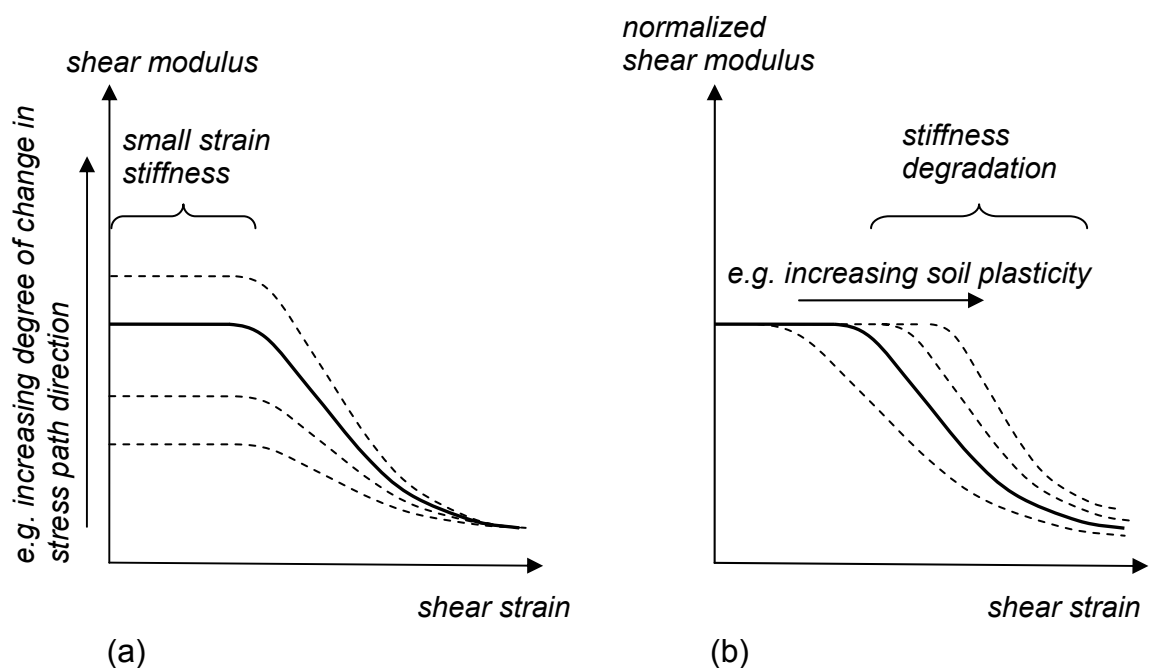 shear modulus
small strain
stiffness
e.g. increasing degree of change in
stress path direction
shear strain
(a)
normalized
shear modulus
stiffness
degradation
e.g. increasing soil plasticity
shear strain
(b)